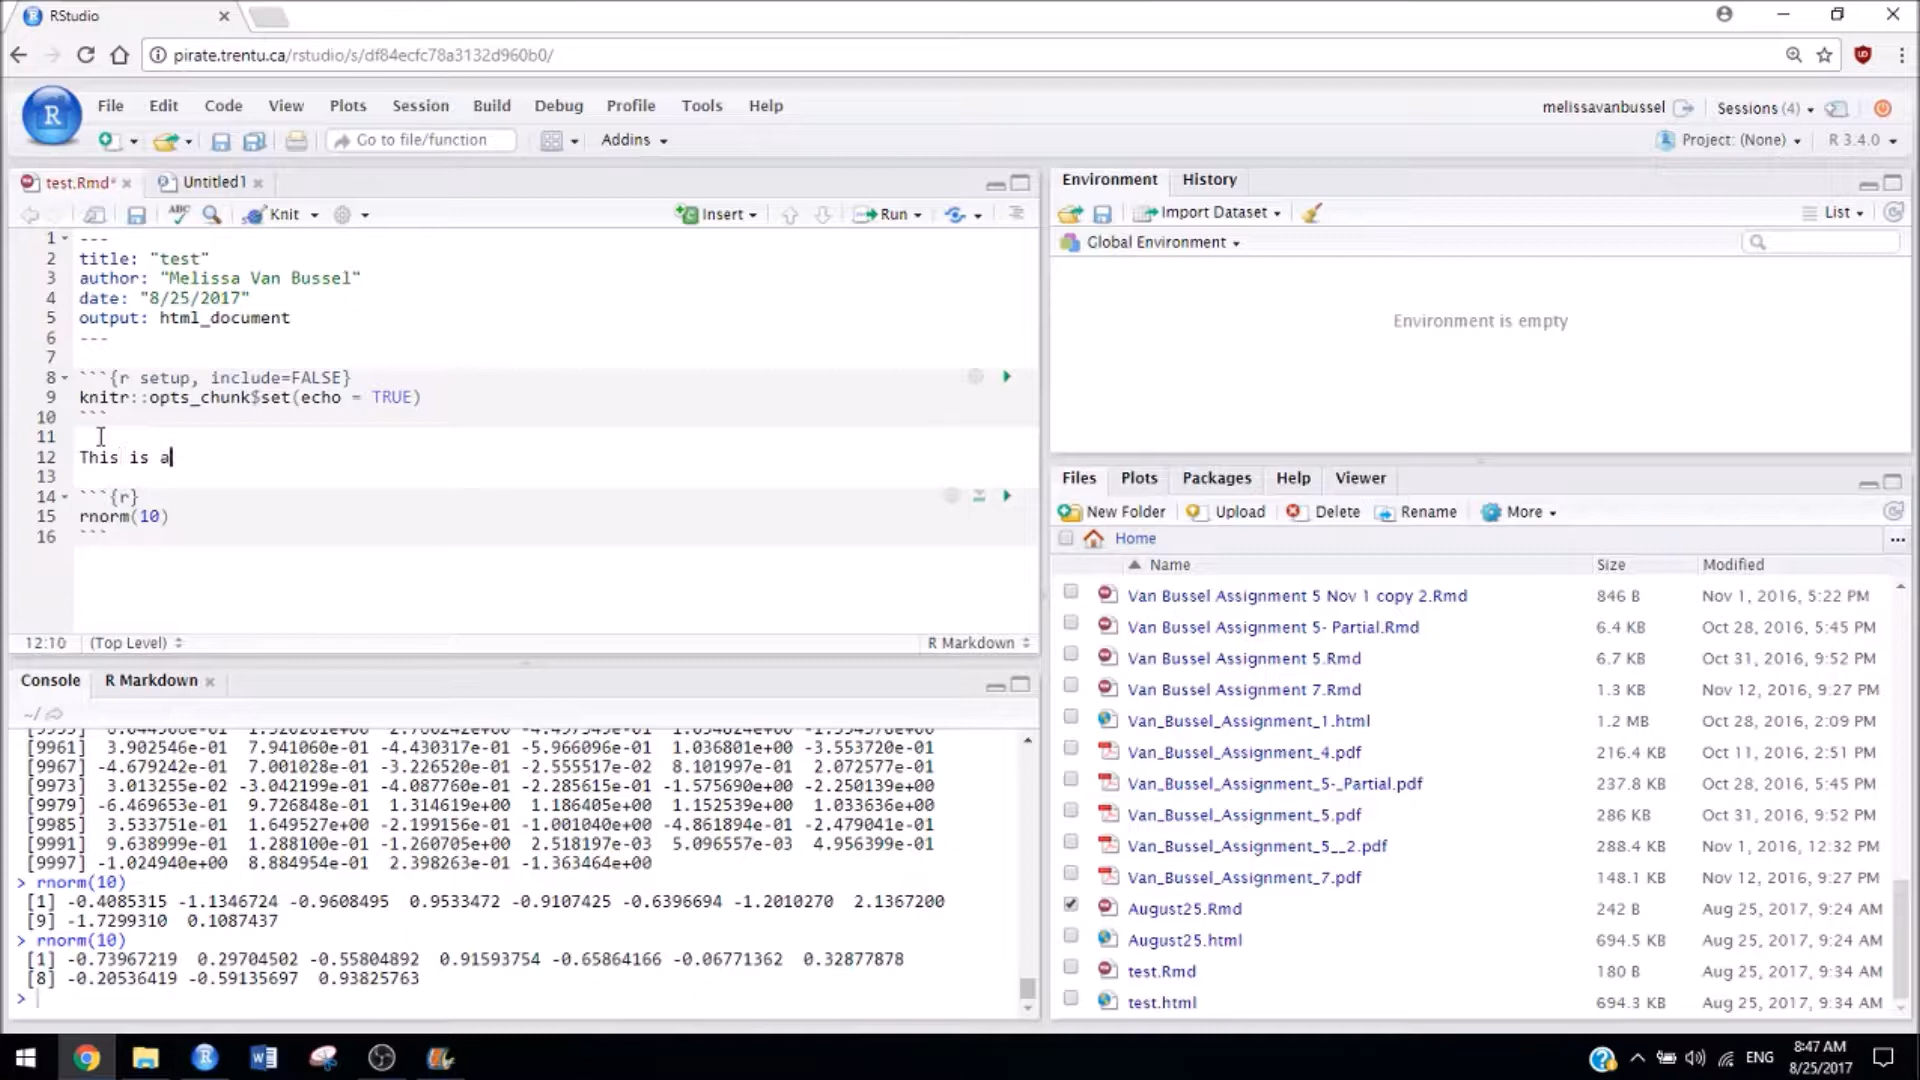 RStudio
pirate.trentu.ca/rstudio/s/df84ecfc78a3132d960b0/
File Edit Code View Plots Session Build Debug Profile Tools Help
melissavanbussel Sessions (4)
Go to file/function Addins
Project: (None) R 3.4.0
test.Rmd* Untitled1
ABC Knit Insert Run
1 ---
2 title: "test"
3 author: "Melissa Van Bussel"
4 date: "8/25/2017"
5 output: html_document
6 ---
7
8 ```{r setup, include=FALSE}
9 knitr::opts_chunk$set(echo = TRUE)
10 ```
11
12 This is a
13
14 ```{r}
15 rnorm(10)
16 ```
12:10 (Top Level) R Markdown
Console R Markdown
~/
[9961] 3.902546e-01 7.941060e-01 -4.430317e-01 -5.966096e-01 1.036801e+00 -3.553720e-01
[9967] -4.679242e-01 7.001028e-01 -3.226520e-01 -2.555517e-02 8.101997e-01 2.072577e-01
[9973] 3.013255e-02 -3.042199e-01 -4.087760e-01 -2.285615e-01 -1.575690e+00 -2.250139e+00
[9979] -6.469653e-01 9.726848e-01 1.314619e+00 1.186405e+00 1.152539e+00 1.033636e+00
[9985] 3.533751e-01 1.649527e+00 -2.199156e-01 -1.001040e+00 -4.861894e-01 -2.479041e-01
[9991] 9.638999e-01 1.288100e-01 -1.260705e+00 2.518197e-03 5.096557e-03 4.956399e-01
[9997] -1.024940e+00 8.884954e-01 2.398263e-01 -1.363464e+00
> rnorm(10)
[1] -0.4085315 -1.1346724 -0.9608495 0.9533472 -0.9107425 -0.6396694 -1.2010270 2.1367200
[9] -1.7299310 0.1087437
> rnorm(10)
[1] -0.73967219 0.29704502 -0.55804892 0.91593754 -0.65864166 -0.06771362 0.32877878
[8] -0.20536419 -0.59135697 0.93825763
>
Environment History
Import Dataset List
Global Environment
Environment is empty
Files Plots Packages Help Viewer
New Folder Upload Delete Rename More
Home ...
Name Size Modified
Van Bussel Assignment 5 Nov 1 copy 2.Rmd 846 B Nov 1, 2016, 5:22 PM
Van Bussel Assignment 5- Partial.Rmd 6.4 KB Oct 28, 2016, 5:45 PM
Van Bussel Assignment 5.Rmd 6.7 KB Oct 31, 2016, 9:52 PM
Van Bussel Assignment 7.Rmd 1.3 KB Nov 12, 2016, 9:27 PM
Van_Bussel_Assignment_1.html 1.2 MB Oct 28, 2016, 2:09 PM
Van_Bussel_Assignment_4.pdf 216.4 KB Oct 11, 2016, 2:51 PM
Van_Bussel_Assignment_5-_Partial.pdf 237.8 KB Oct 28, 2016, 5:45 PM
Van_Bussel_Assignment_5.pdf 286 KB Oct 31, 2016, 9:52 PM
Van_Bussel_Assignment_5__2.pdf 288.4 KB Nov 1, 2016, 12:32 PM
Van_Bussel_Assignment_7.pdf 148.1 KB Nov 12, 2016, 9:27 PM
August25.Rmd 242 B Aug 25, 2017, 9:24 AM
August25.html 694.5 KB Aug 25, 2017, 9:24 AM
test.Rmd 180 B Aug 25, 2017, 9:34 AM
test.html 694.3 KB Aug 25, 2017, 9:34 AM
ENG 8:47 AM
8/25/2017